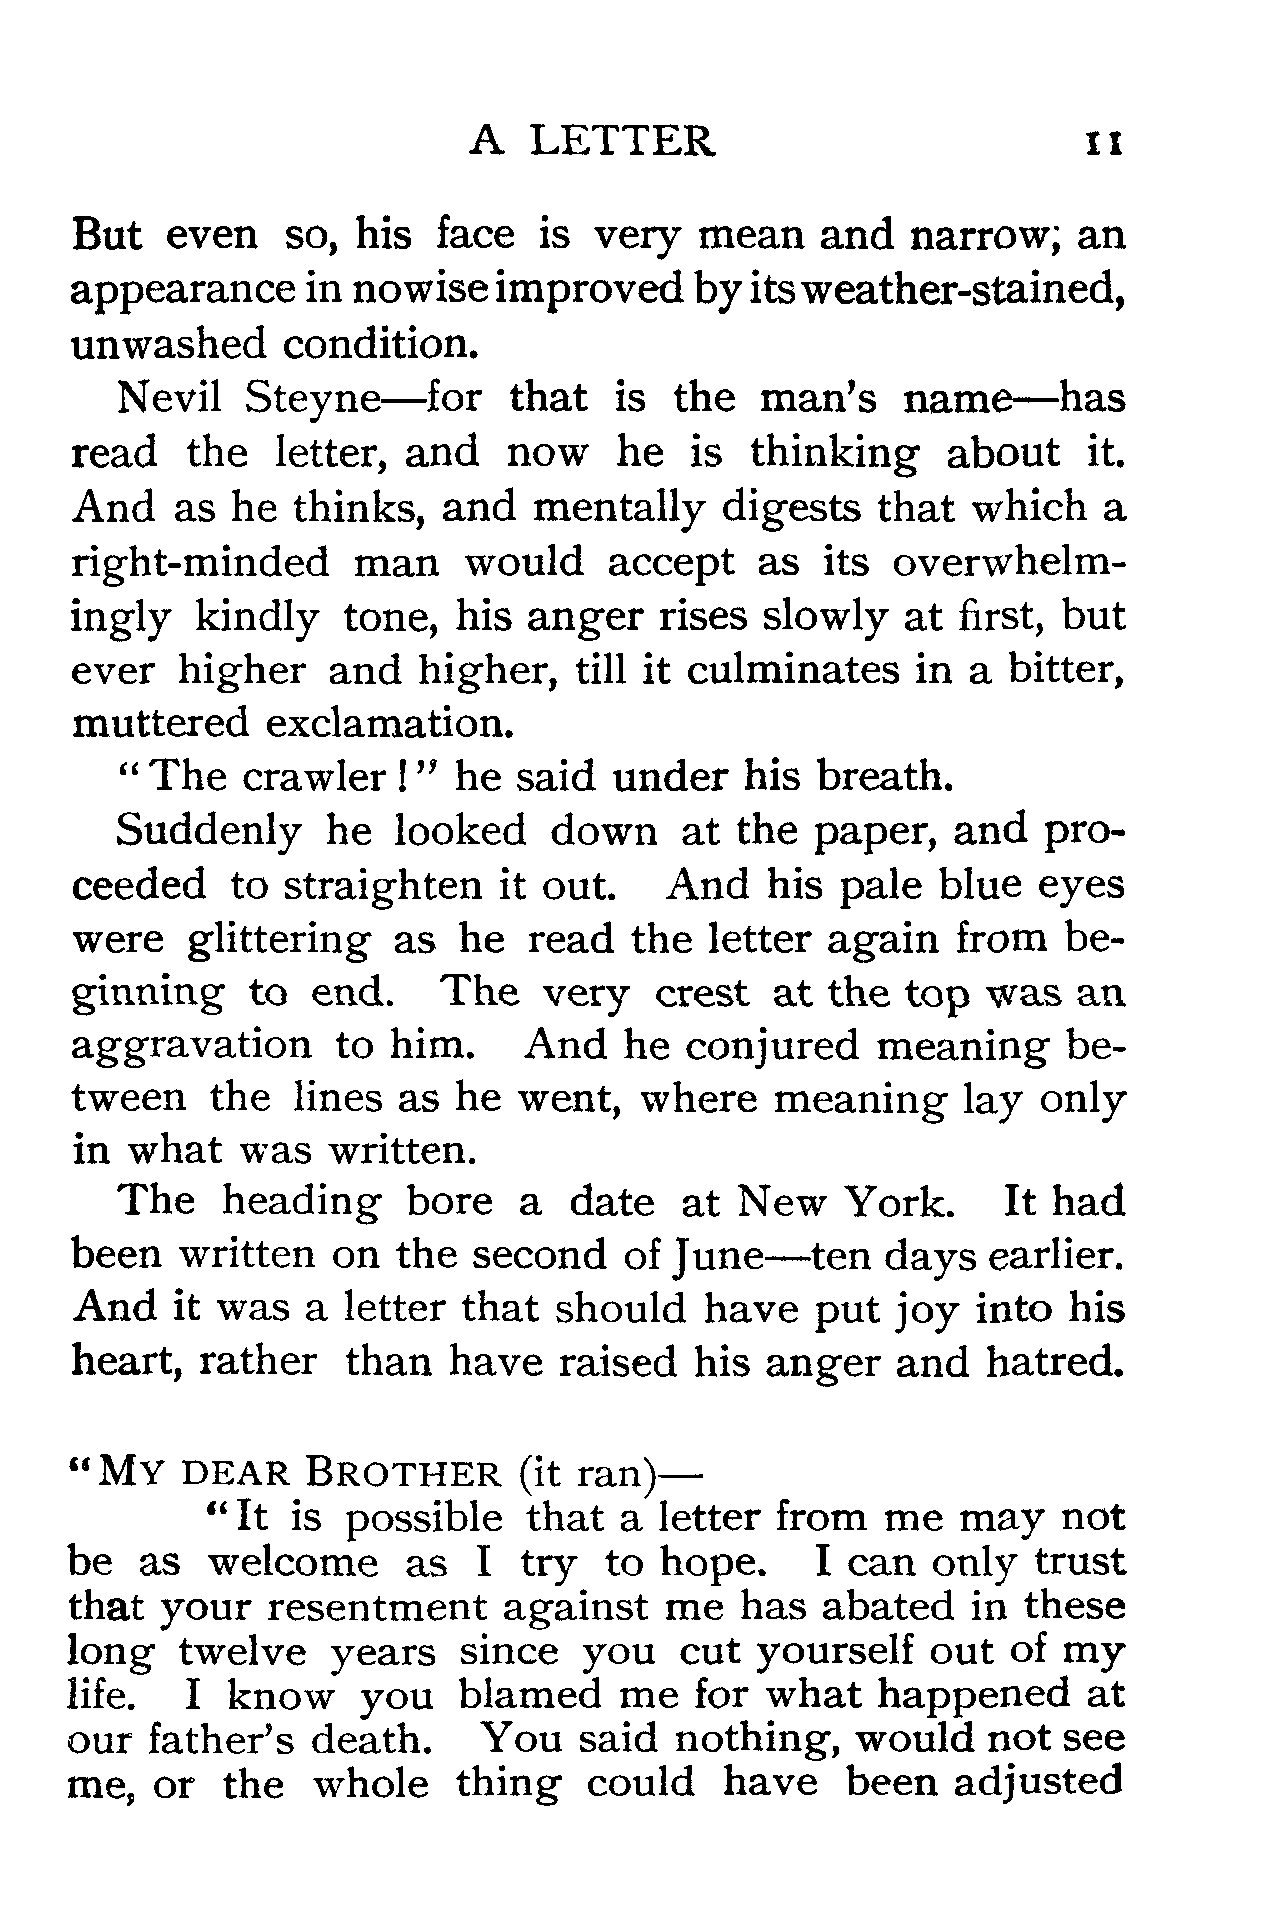 A LETTER 11
But even so, his face is very mean and narrow; an
appearance in nowise improved by its weather-stained,
unwashed condition.
Nevil Steyne—for that is the man's name—has
read the letter, and now he is thinking about it.
And as he thinks, and mentally digests that which a
right-minded man would accept as its overwhelm-
ingly kindly tone, his anger rises slowly at first, but
ever higher and higher, till it culminates in a bitter,
muttered exclamation.
"The crawler!" he said under his breath.
Suddenly he looked down at the paper, and pro-
ceeded to straighten it out. And his pale blue eyes
were glittering as he read the letter again from be-
ginning to end. The very crest at the top was an
aggravation to him. And he conjured meaning be-
tween the lines as he went, where meaning lay only
in what was written.
The heading bore a date at New York. It had
been written on the second of June—ten days earlier.
And it was a letter that should have put joy into his
heart, rather than have raised his anger and hatred.
"MY DEAR BROTHER (it ran)—
"It is possible that a letter from me may not
be as welcome as I try to hope. I can only trust
that your resentment against me has abated in these
long twelve years since you cut yourself out of my
life. I know you blamed me for what happened at
our father's death. You said nothing, would not see
me, or the whole thing could have been adjusted